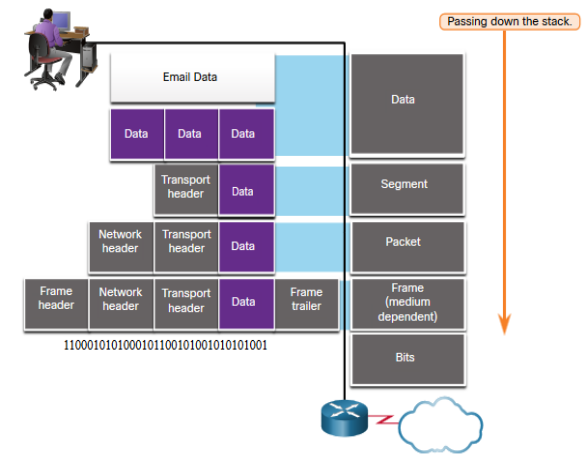 Passing down the stack.
Email Data
Data
Data Data Data
Transport
header
Data
Segment
Network
header
Transport
header
Data
Packet
Frame
header
Network
header
Transport
header
Data
Frame
trailer
Frame
(medium
dependent)
1100010101000101100101001010101001
Bits